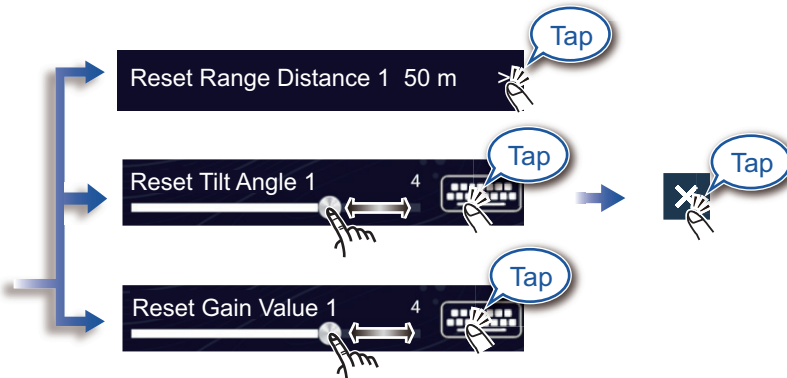 Tap
Reset Range Distance 1 50 m >
Tap
Reset Tilt Angle 1 4
Tap
Tap
Reset Gain Value 1 4